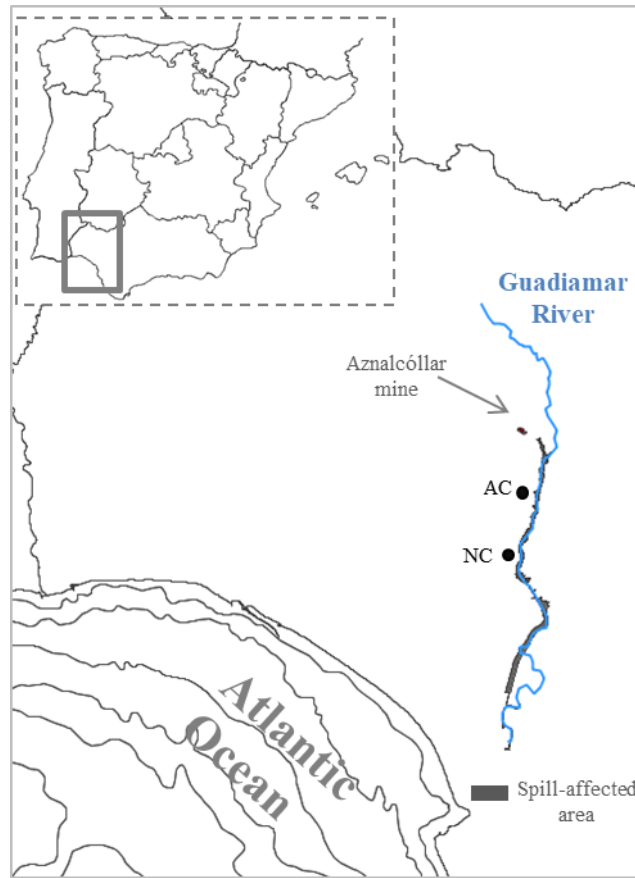 Guadiamar
River
Aznalcóllar
mine
AC
NC
Atlantic
Ocean
Spill-affected
area